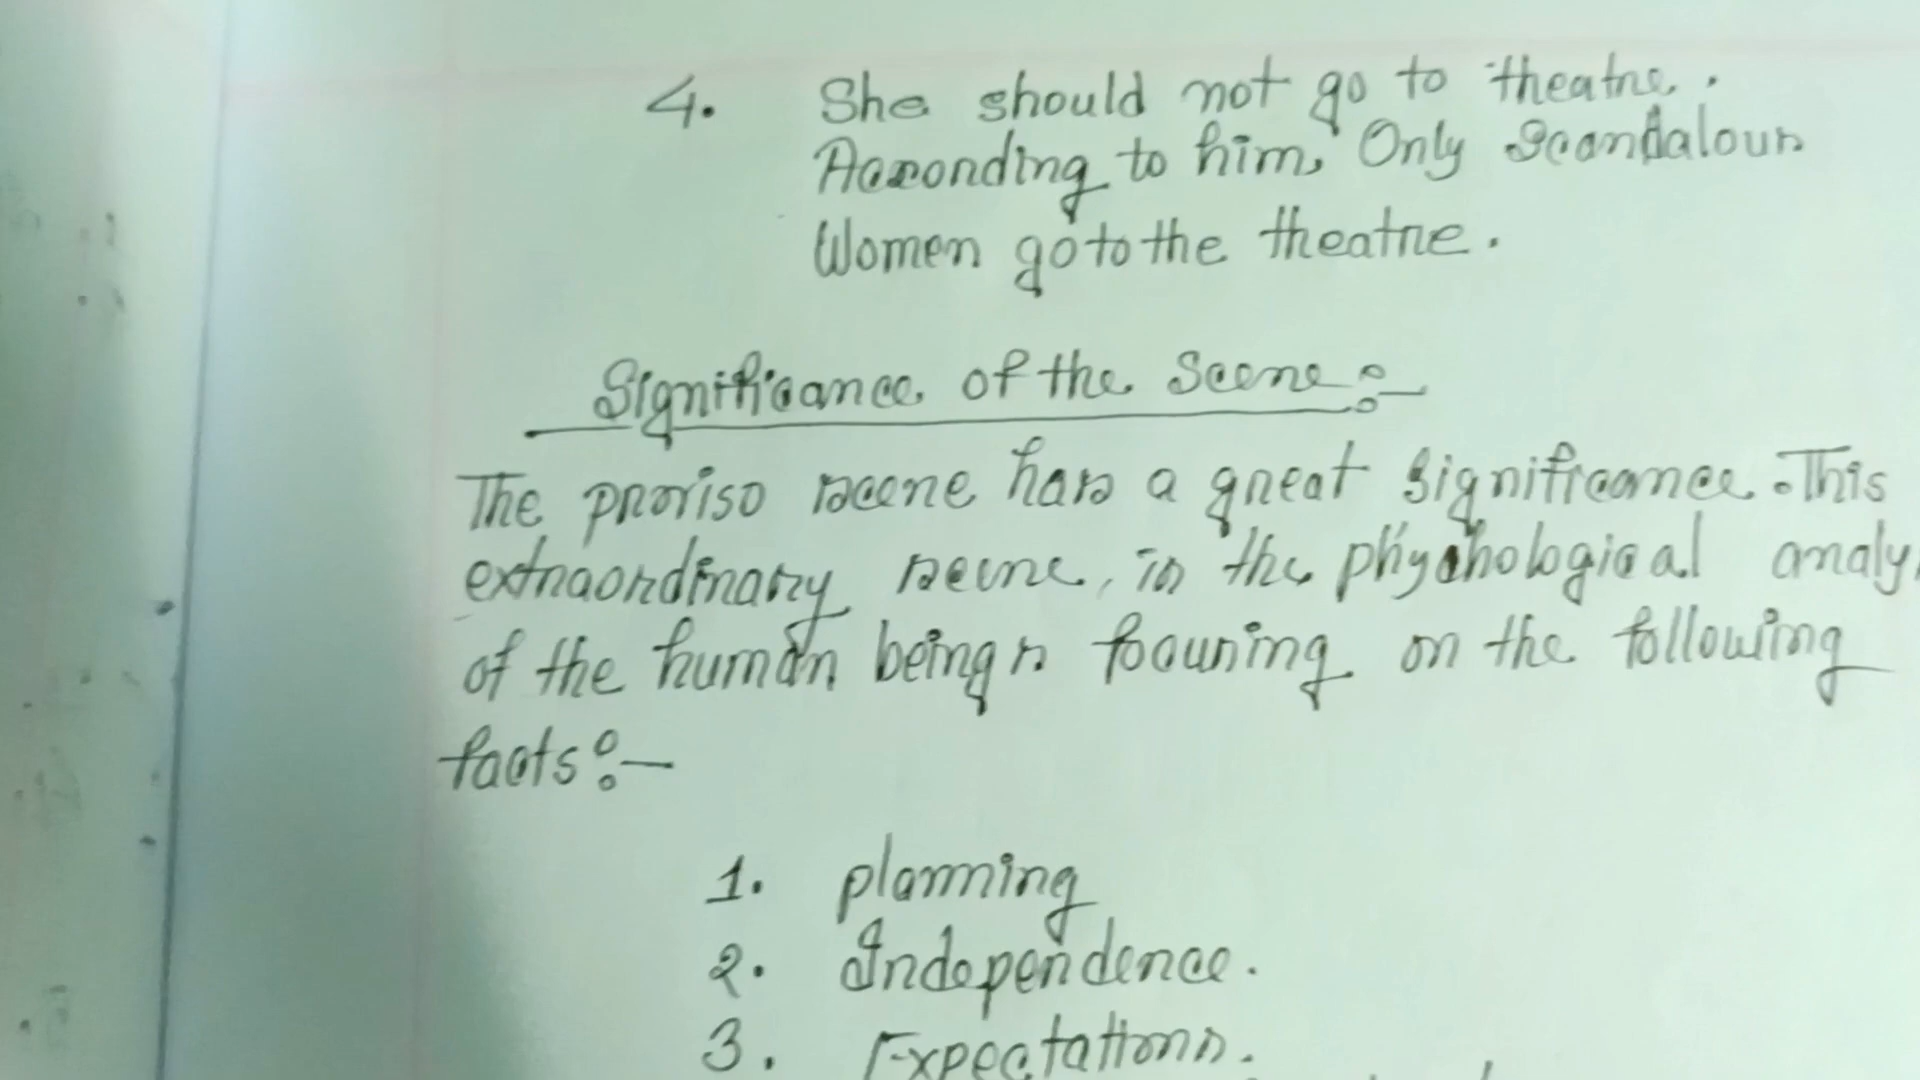 4. She should not go to theatre.
According to him, Only Scandalous
Women go to the theatre.
Significance of the Scene:-
The proviso scene has a great significance. This
extraordinary scene, is the phychological analy
of the human beings focusing on the following
facts:-
1. planning
2. Independence.
3. Expectations.